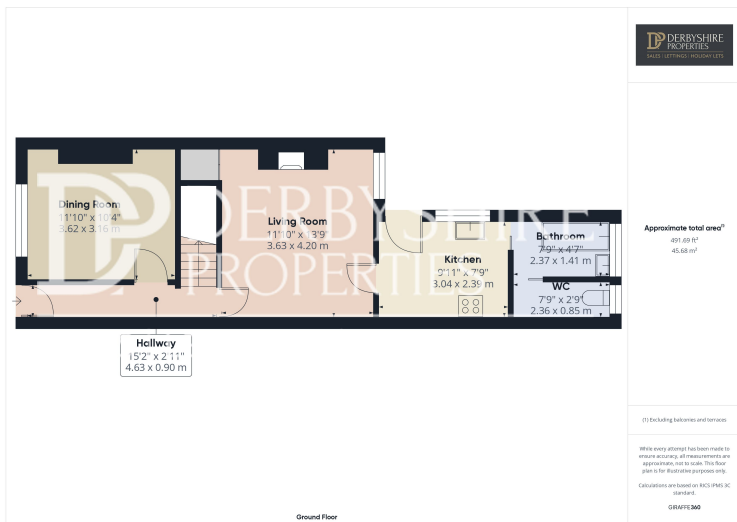 DP DERBYSHIRE
PROPERTIES
SALES | LETTINGS | HOLIDAY LETS
DP DERBYSHIRE
PROPERTIES
Dining Room
11'10" x 10'4"
3.62 x 3.16 m
Living Room
11'10" x 13'9"
3.63 x 4.20 m
Kitchen
9'11" x 7'9"
3.04 x 2.39 m
Bathroom
7'9" x 4'7"
2.37 x 1.41 m
WC
7'9" x 2'9"
2.36 x 0.85 m
Hallway
15'2" x 2'11"
4.63 x 0.90 m
Ground Floor
Approximate total area(1)
491.69 ft²
45.68 m²
(1) Excluding balconies and terraces
While every attempt has been made to
ensure accuracy, all measurements are
approximate, not to scale. This floor
plan is for illustrative purposes only.
Calculations are based on RICS IPMS 3C
standard.
GIRAFFE360